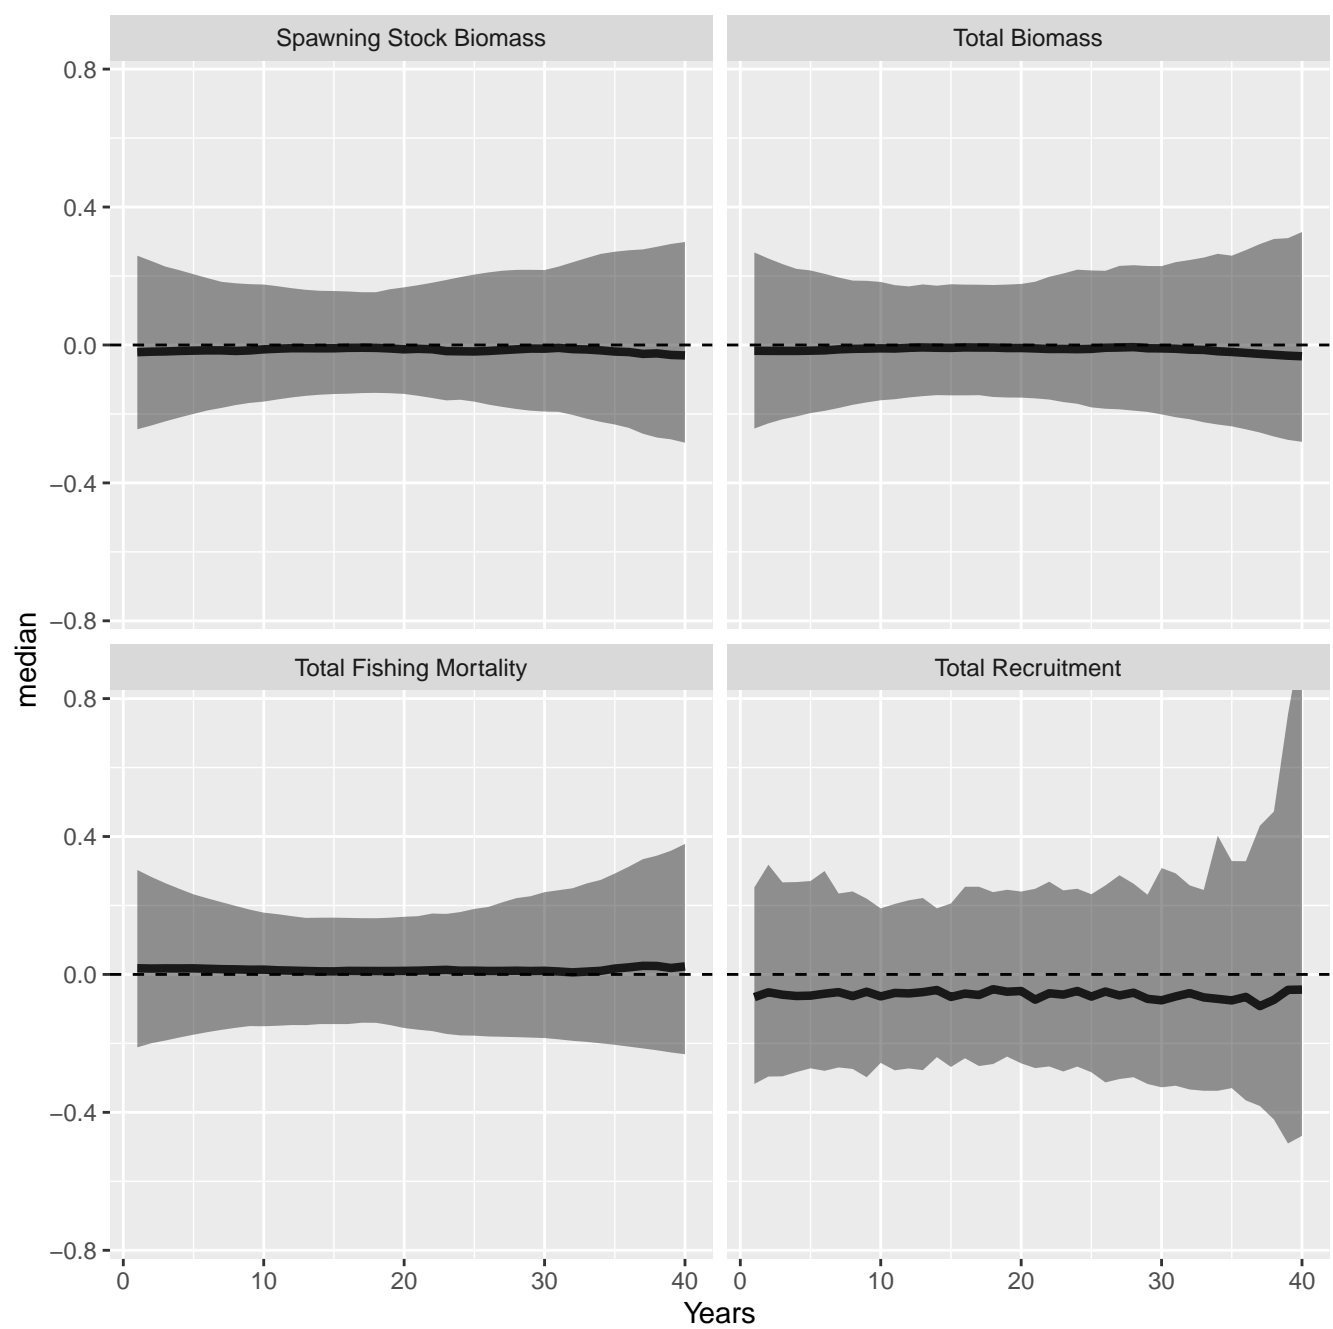 Spawning Stock Biomass
Total Biomass
0.8
0.4
0.0
−0.4
−0.8
median
Total Fishing Mortality
Total Recruitment
0.8
0.4
0.0
−0.4
−0.8
0 10 20 30 40
0 10 20 30 40
Years